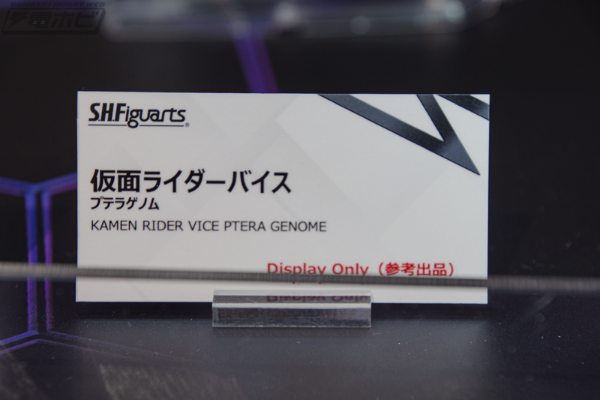 S.H.Figuarts
仮面ライダーバイス
プテラゲノム
KAMEN RIDER VICE PTERA GENOME
Display Only（参考出品）